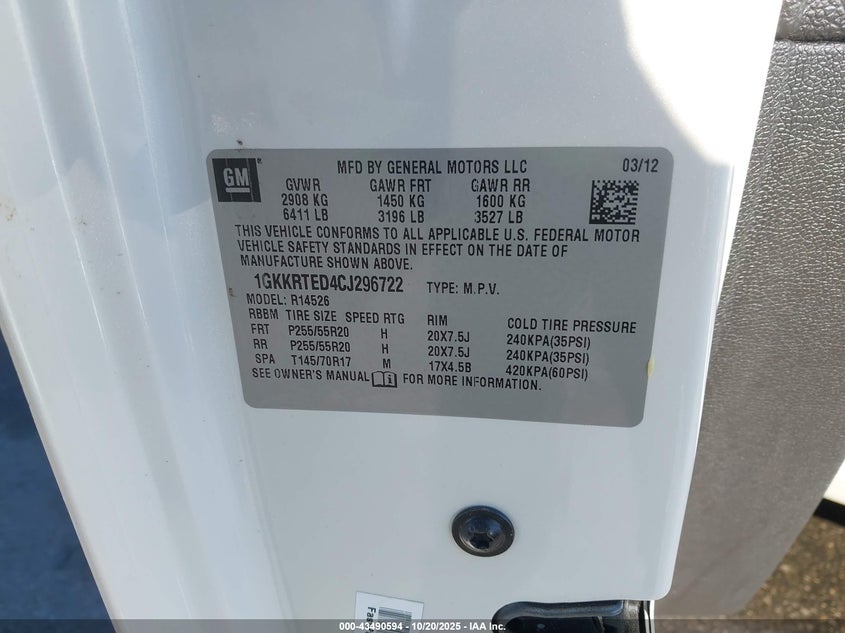 GM
MFD BY GENERAL MOTORS LLC 03/12
GVWR GAWR FRT GAWR RR
2908 KG 1450 KG 1600 KG
6411 LB 3196 LB 3527 LB
THIS VEHICLE CONFORMS TO ALL APPLICABLE U.S. FEDERAL MOTOR
VEHICLE SAFETY STANDARDS IN EFFECT ON THE DATE OF
MANUFACTURE SHOWN ABOVE.
1GKKRTED4CJ296722 TYPE: M.P.V.
MODEL: R14526
RBBM TIRE SIZE SPEED RTG RIM COLD TIRE PRESSURE
FRT P255/55R20 H 20X7.5J 240KPA(35PSI)
RR P255/55R20 H 20X7.5J 240KPA(35PSI)
SPA T145/70R17 M 17X4.5B 420KPA(60PSI)
SEE OWNER'S MANUAL FOR MORE INFORMATION.
000-43490594 - 10/20/2025 - IAA Inc.